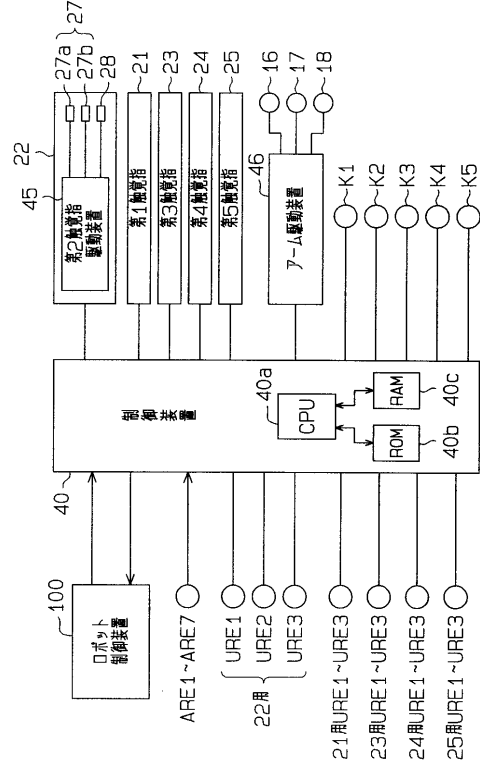 100
ロボット
制御装置
40
制御装置
40a
CPU
ROM
RAM
40b
40c
ARE1~ARE7
URE1
URE2
URE3
22用
21用URE1~URE3
23用URE1~URE3
24用URE1~URE3
25用URE1~URE3
22
45
第2触覚指
駆動装置
27a
27b
27
28
第1触覚指
21
第3触覚指
23
第4触覚指
24
第5触覚指
25
46
アーム駆動装置
16
17
18
K1
K2
K3
K4
K5